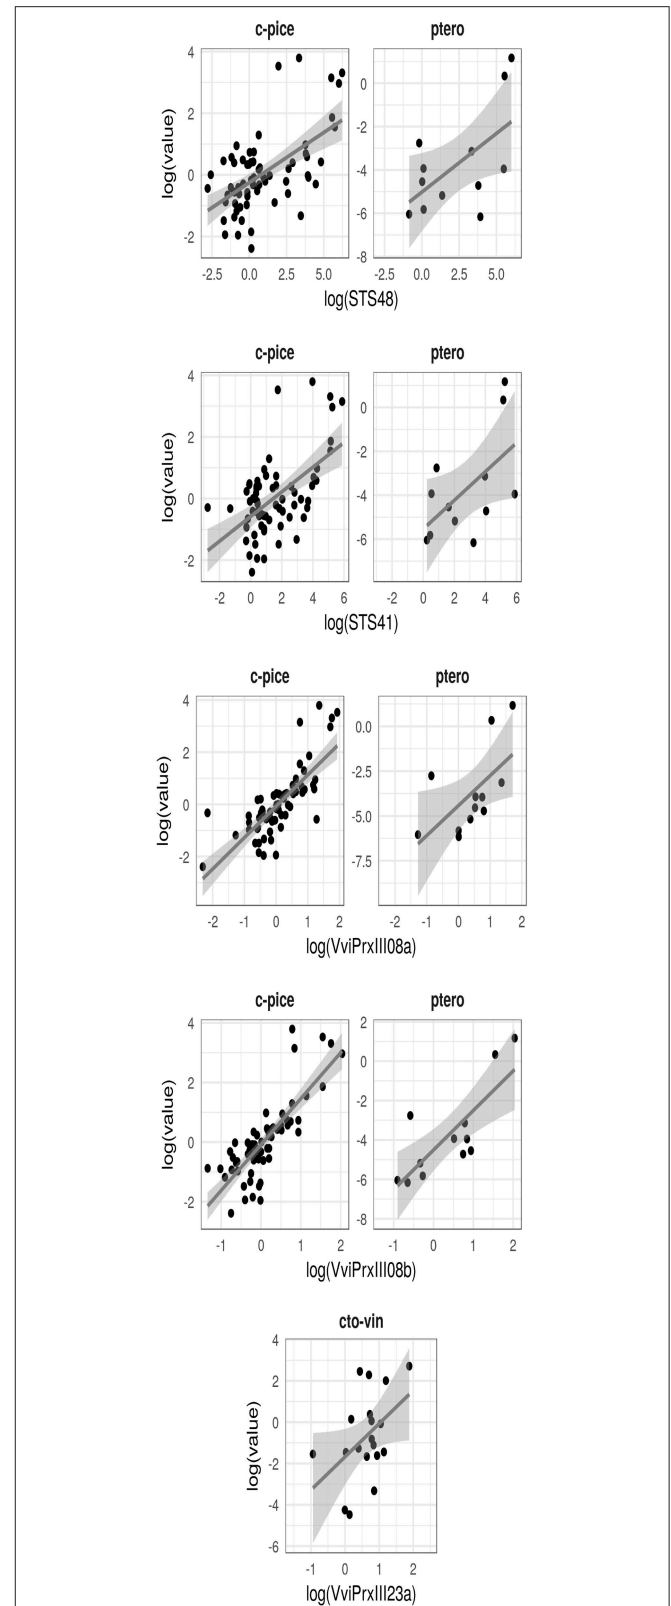 c-pice ptero
4
2
0
-2
log(value)
0
-2
-4
-6
-8
-2.5 0.0 2.5 5.0 -2.5 0.0 2.5 5.0
log(STS48)
c-pice ptero
4
2
0
-2
log(value)
0
-2
-4
-6
-2 0 2 4 6 -2 0 2 4 6
log(STS41)
c-pice ptero
4
2
0
-2
log(value)
0.0
-2.5
-5.0
-7.5
-2 -1 0 1 2 -2 -1 0 1 2
log(VviPrxIII08a)
c-pice ptero
4
2
0
-2
log(value)
2
0
-2
-4
-6
-8
-1 0 1 2 -1 0 1 2
log(VviPrxIII08b)
cto-vin
4
2
0
-2
-4
-6
log(value)
-1 0 1 2
log(VviPrxIII23a)